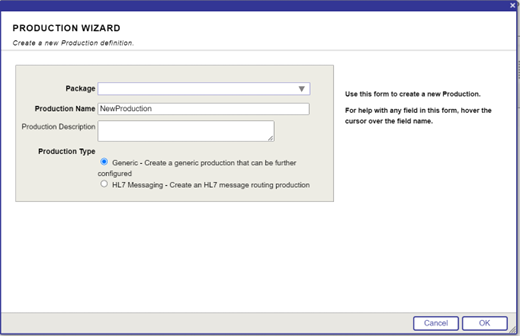 PRODUCTION WIZARD
Create a new Production definition.
Package
Production Name NewProduction
Production Description
Production Type
Generic - Create a generic production that can be further
configured
HL7 Messaging - Create an HL7 message routing production
Use this form to create a new Production.
For help with any field in this form, hover the
cursor over the field name.
Cancel OK